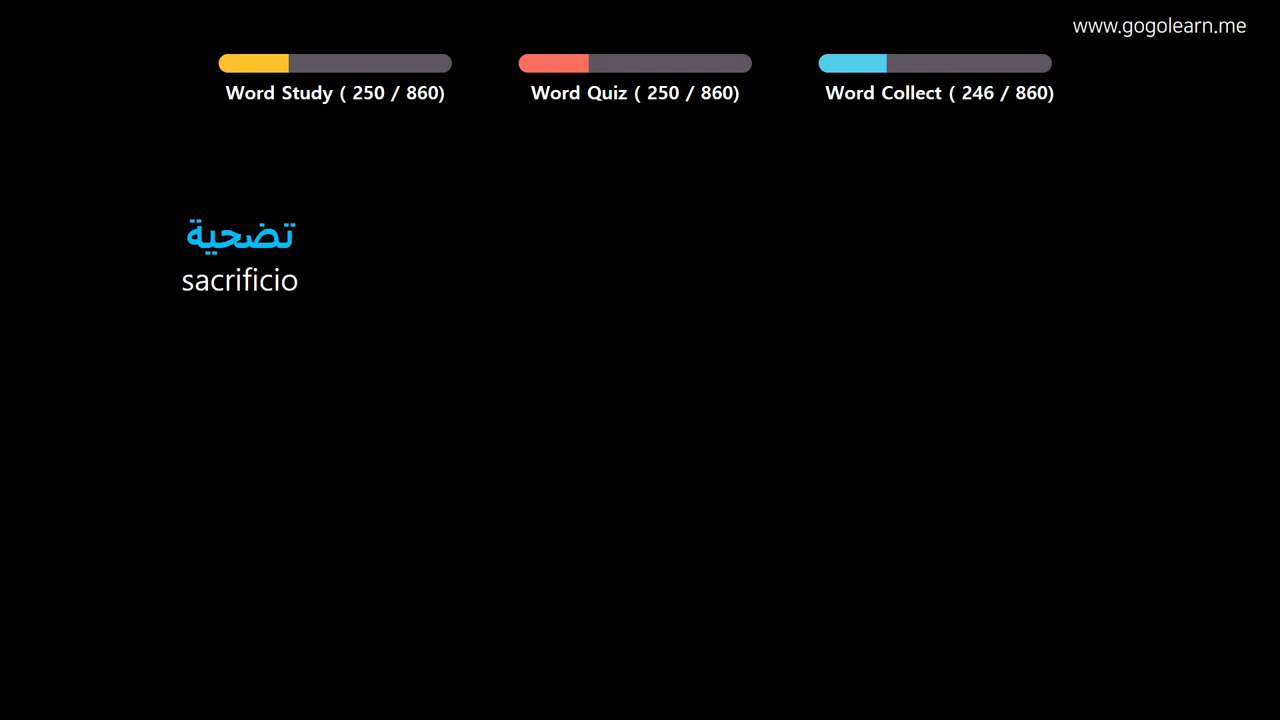 www.gogolearn.me
Word Study ( 250 / 860)
Word Quiz ( 250 / 860)
Word Collect ( 246 / 860)
تضحية
sacrificio